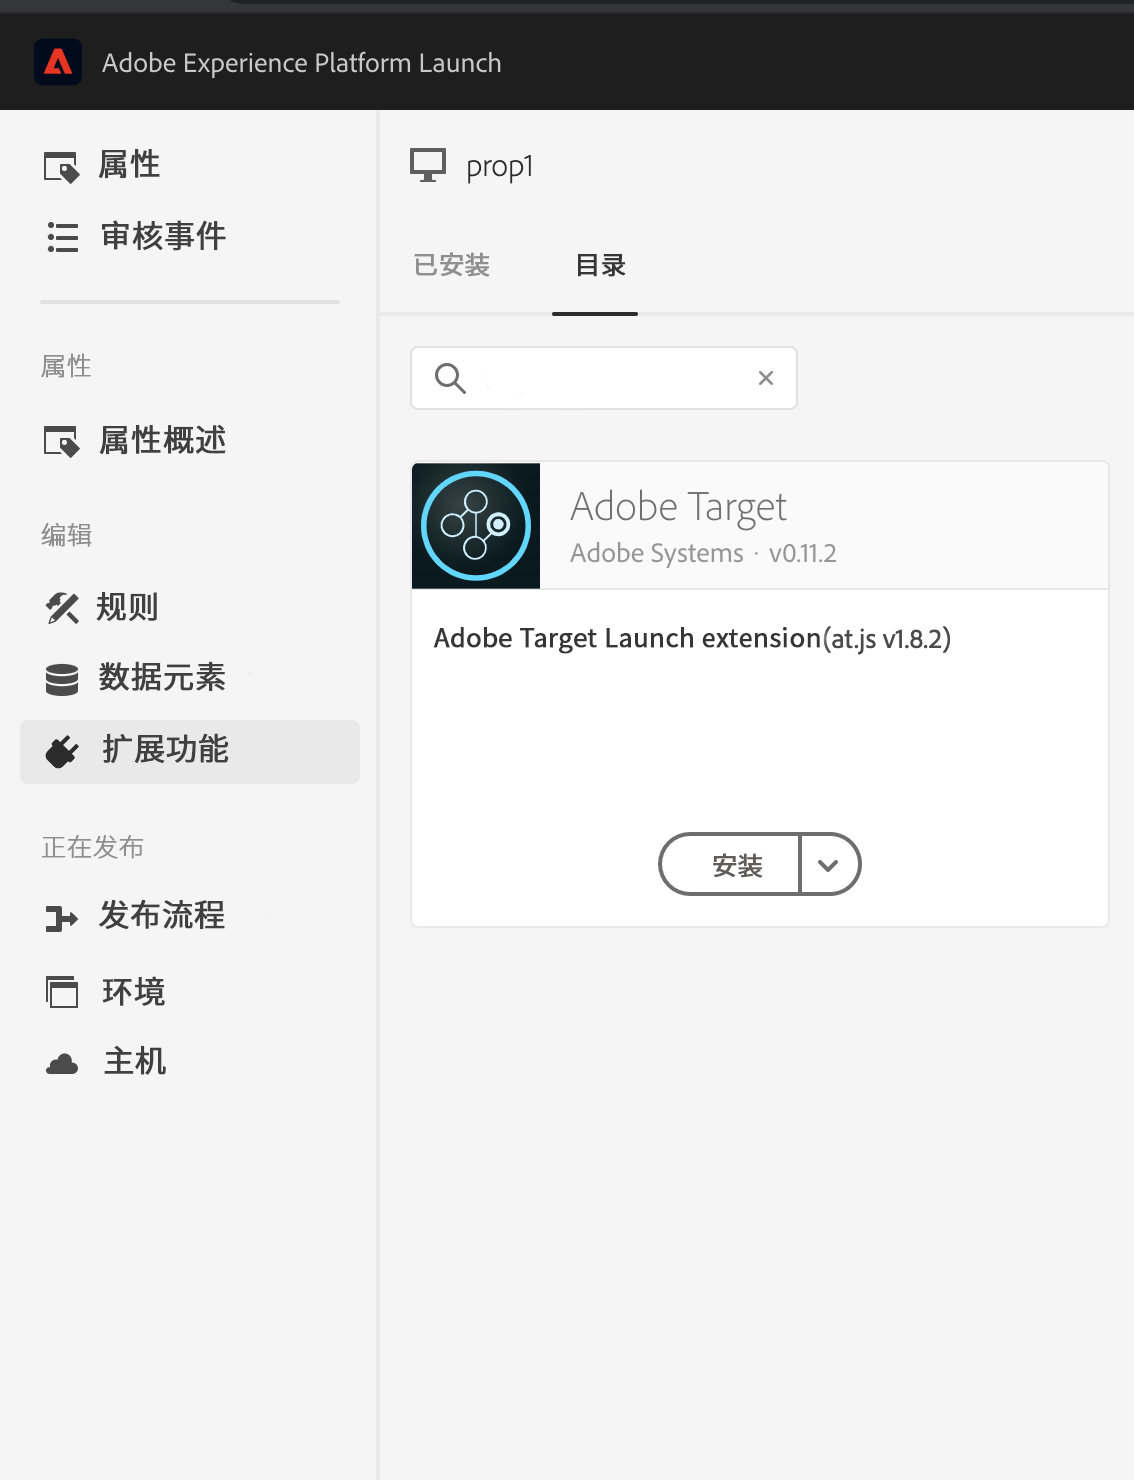 Adobe Experience Platform Launch
属性
审核事件
属性
属性概述
编辑
规则
数据元素
扩展功能
正在发布
发布流程
环境
主机
prop1
已安装
目录
Adobe Target
Adobe Systems · v0.11.2
Adobe Target Launch extension(at.js v1.8.2)
安装